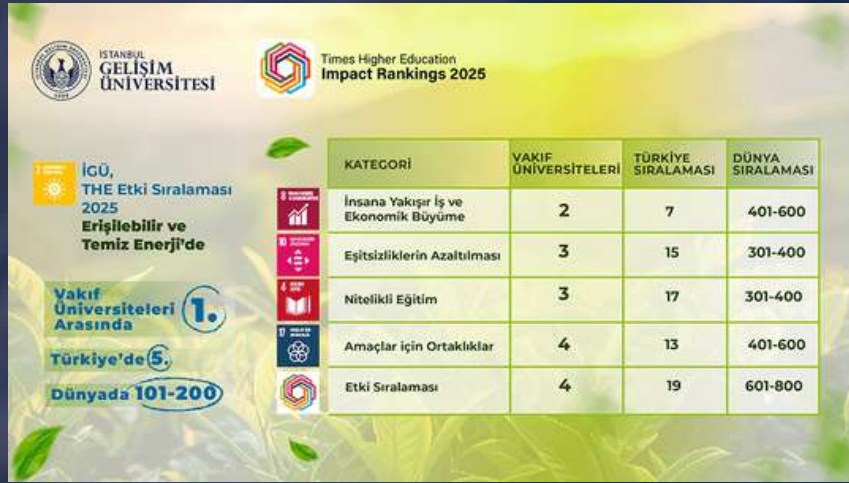 İSTANBUL
GELİŞİM
ÜNİVERSİTESİ
Times Higher Education
Impact Rankings 2025
İGÜ,
THE Etki Sıralaması
2025
Erişilebilir ve
Temiz Enerji’de
Vakıf
Üniversiteleri
Arasında
1.
Türkiye’de 5.
Dünyada 101-200
KATEGORİ
VAKIF
ÜNİVERSİTELERİ
TÜRKİYE
SIRALAMASI
DÜNYA
SIRALAMASI
8
İnsana Yakışır İş ve
Ekonomik Büyüme
2
7
401-600
10
Eşitsizliklerin Azaltılması
3
15
301-400
4
Nitelikli Eğitim
3
17
301-400
17
Amaçlar için Ortaklıklar
4
13
401-600
Etki Sıralaması
4
19
601-800